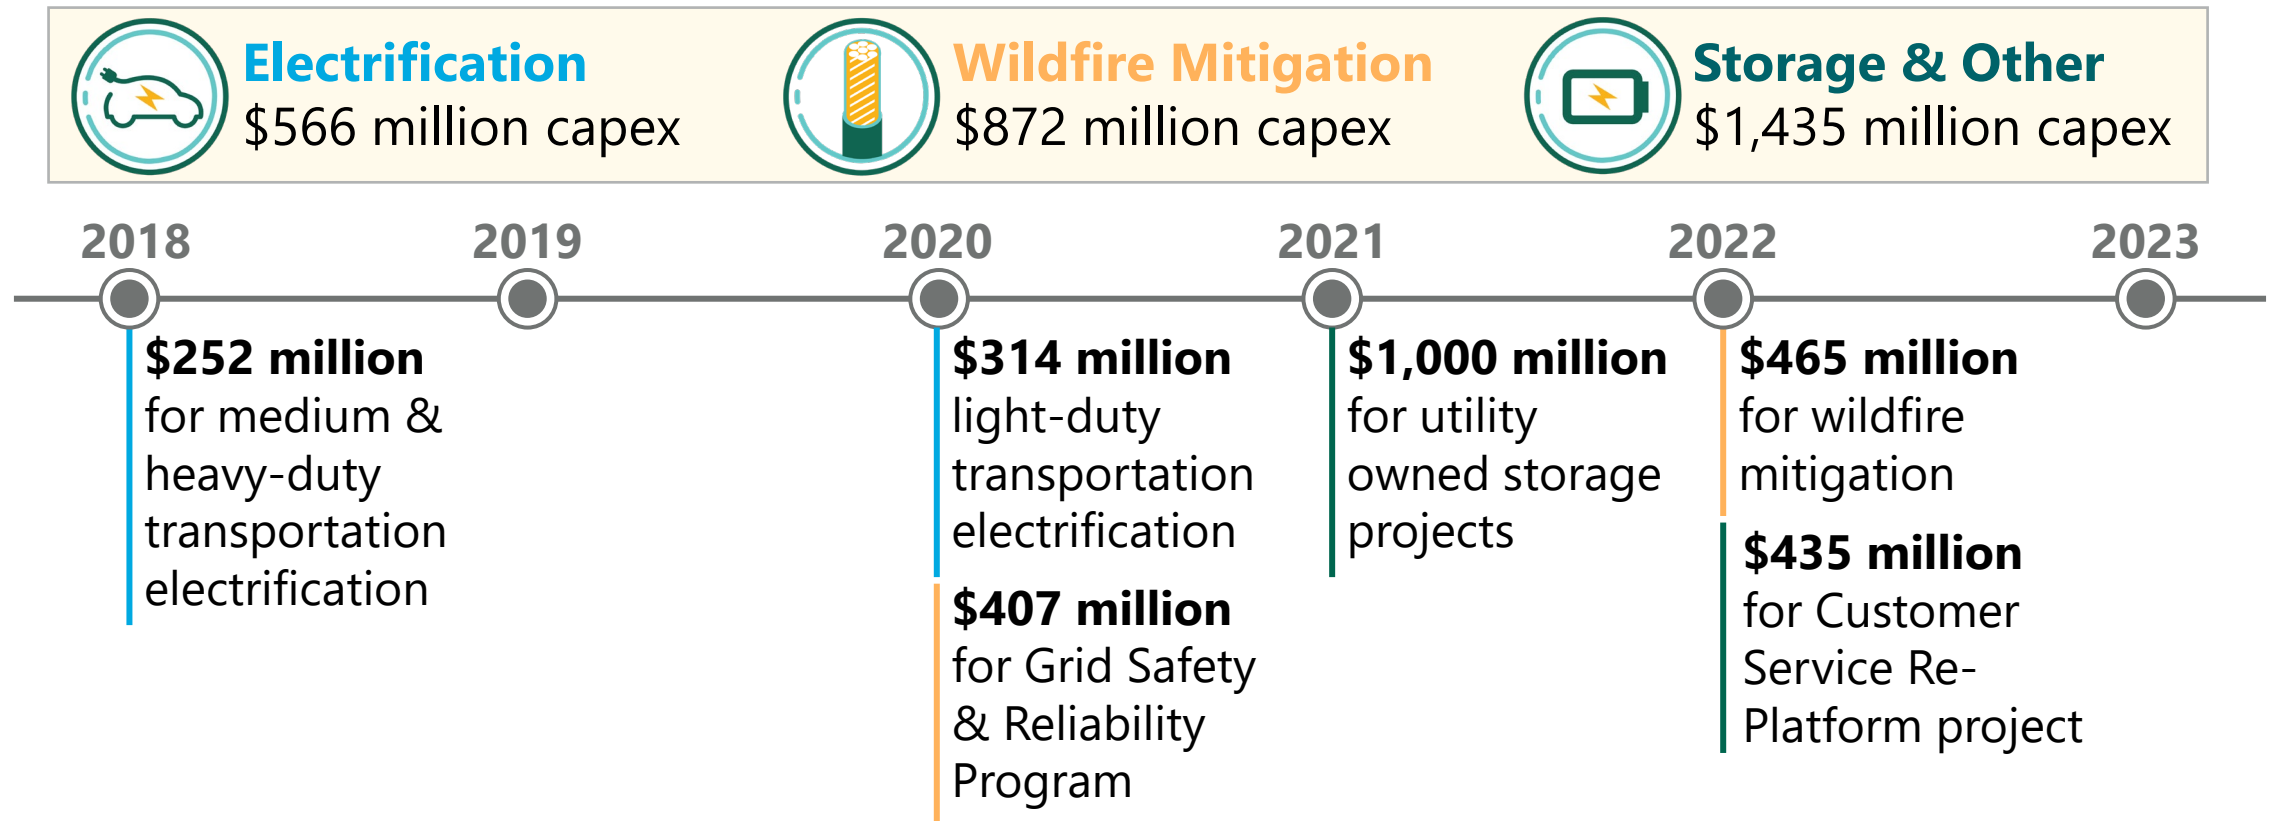 Electrification
$566 million capex
Wildfire Mitigation
$872 million capex
Storage & Other
$1,435 million capex
2018
2019
2020
2021
2022
2023
$252 million
for medium &
heavy-duty
transportation
electrification
$314 million
light-duty
transportation
electrification
$407 million
for Grid Safety
& Reliability
Program
$1,000 million
for utility
owned storage
projects
$465 million
for wildfire
mitigation
$435 million
for Customer
Service Re-
Platform project